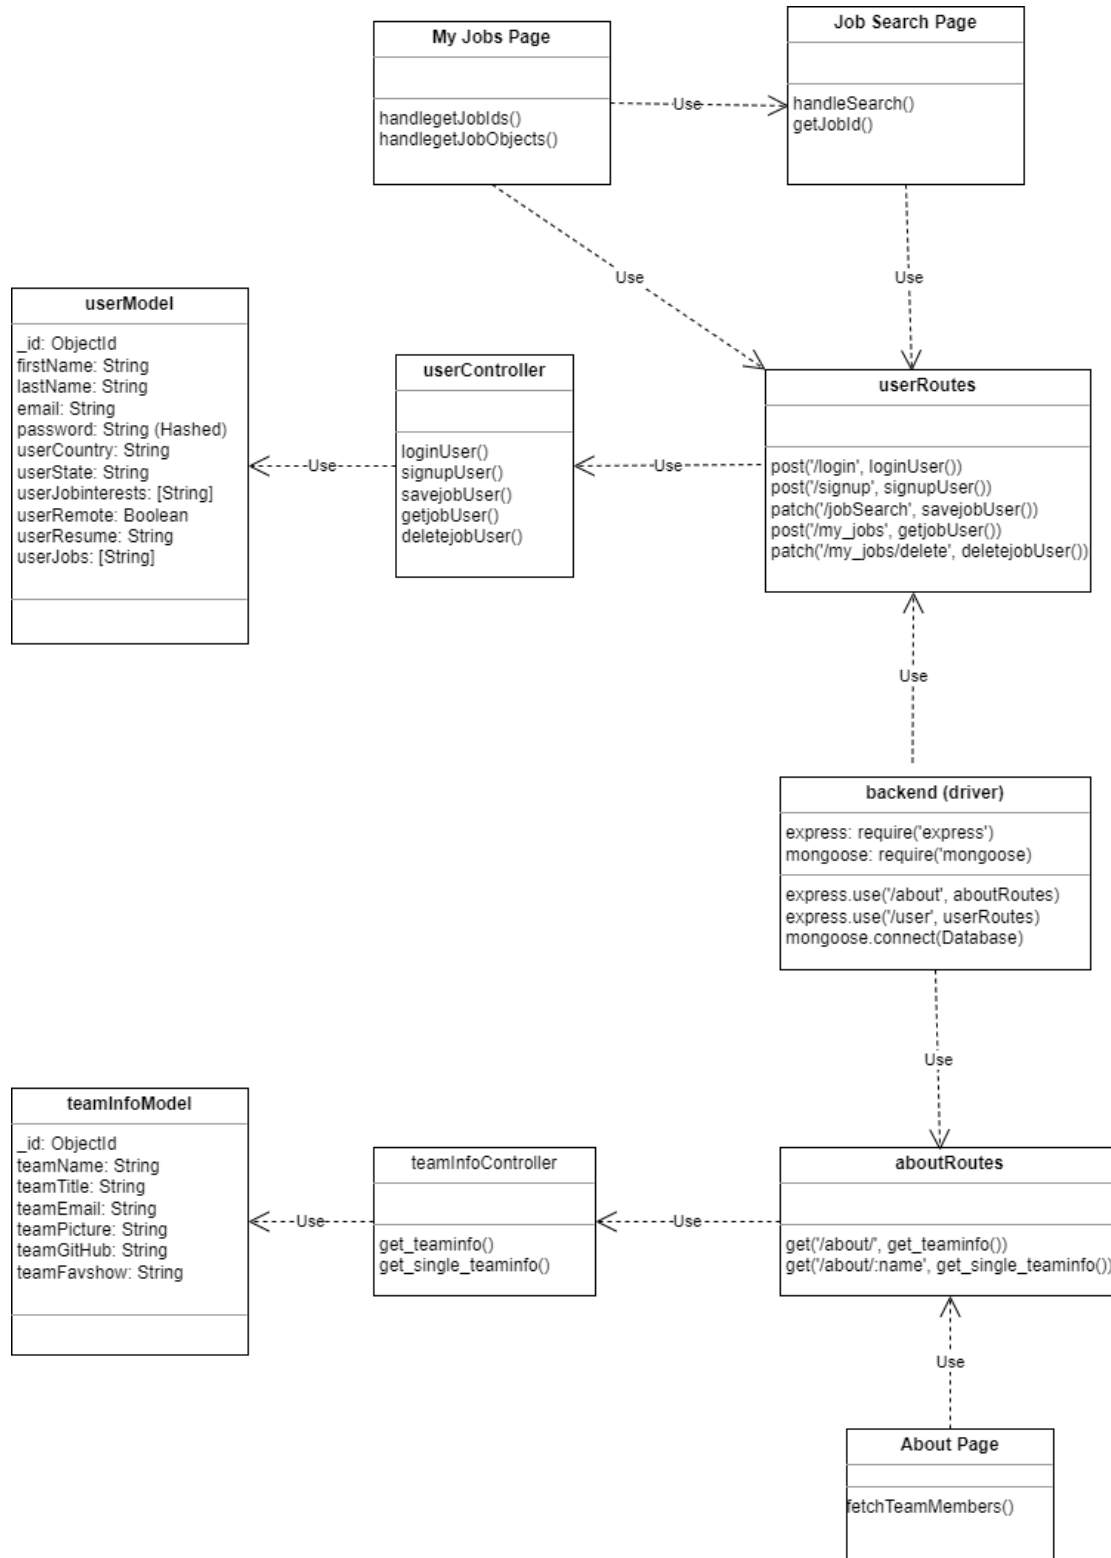 My Jobs Page
handlegetJobIds()
handlegetJobObjects()
Use
Job Search Page
handleSearch()
getJobId()
Use
Use
userModel
_id: ObjectId
firstName: String
lastName: String
email: String
password: String (Hashed)
userCountry: String
userState: String
userJobinterests: [String]
userRemote: Boolean
userResume: String
userJobs: [String]
Use
userController
loginUser()
signupUser()
savejobUser()
getjobUser()
deletejobUser()
Use
userRoutes
post('/login', loginUser())
post('/signup', signupUser())
patch('/jobSearch', savejobUser())
post('/my_jobs', getjobUser())
patch('/my_jobs/delete', deletejobUser())
Use
backend (driver)
express: require('express')
mongoose: require('mongoose)
express.use('/about', aboutRoutes)
express.use('/user', userRoutes)
mongoose.connect(Database)
Use
teamInfoModel
_id: ObjectId
teamName: String
teamTitle: String
teamEmail: String
teamPicture: String
teamGitHub: String
teamFavshow: String
Use
teamInfoController
get_teaminfo()
get_single_teaminfo()
Use
aboutRoutes
get('/about/', get_teaminfo())
get('/about/:name', get_single_teaminfo())
Use
About Page
fetchTeamMembers()